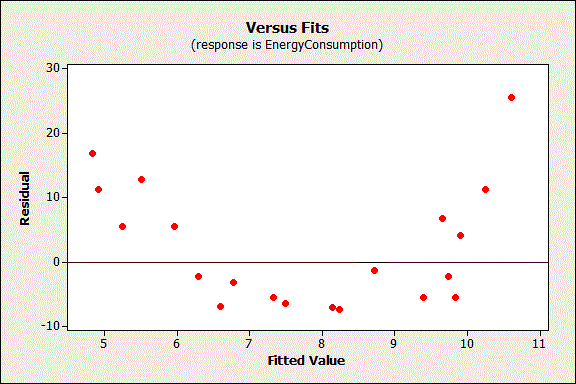 Versus Fits
(response is EnergyConsumption)
30
20
10
0
-10
Residual
5 6 7 8 9 10 11
Fitted Value